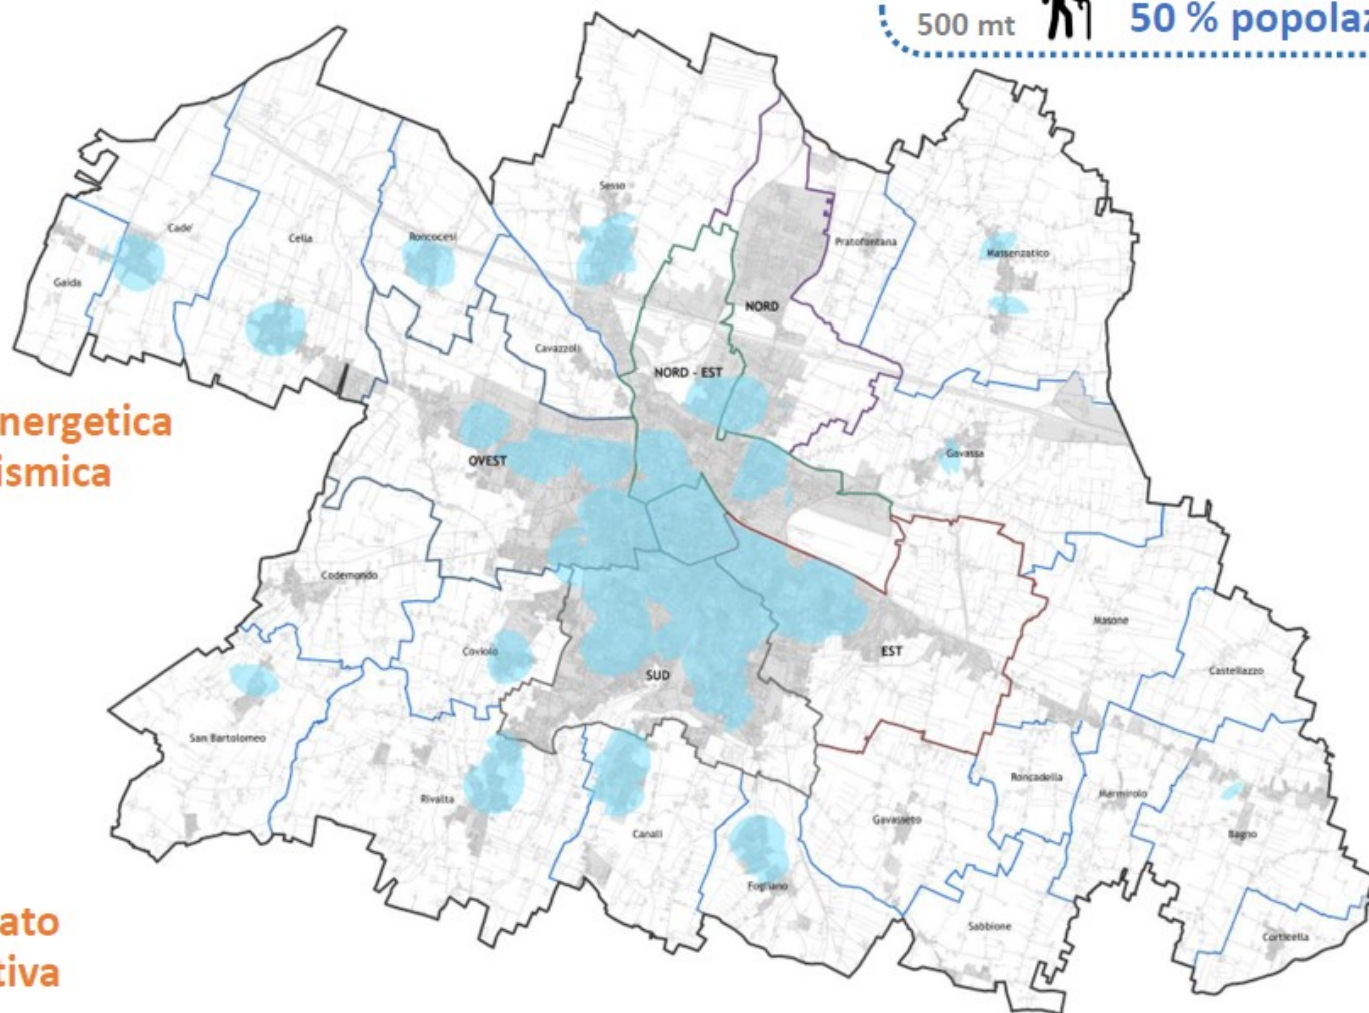 500 mt
50 % popolaz
Sesso
Cade'
Cella
Roncocesi
Pratofontana
Massenzatico
Gaida
NORD
Cavazzoli
NORD - EST
nergetica
ismica
OVEST
Gavassa
Codemondo
Masone
Coviolo
EST
SUD
Castellazzo
San Bartolomeo
Roncadella
Rivalta
Marmirolo
Canali
Gavasseto
Bagno
Fogliano
Sabbione
Corticella
ato
tiva